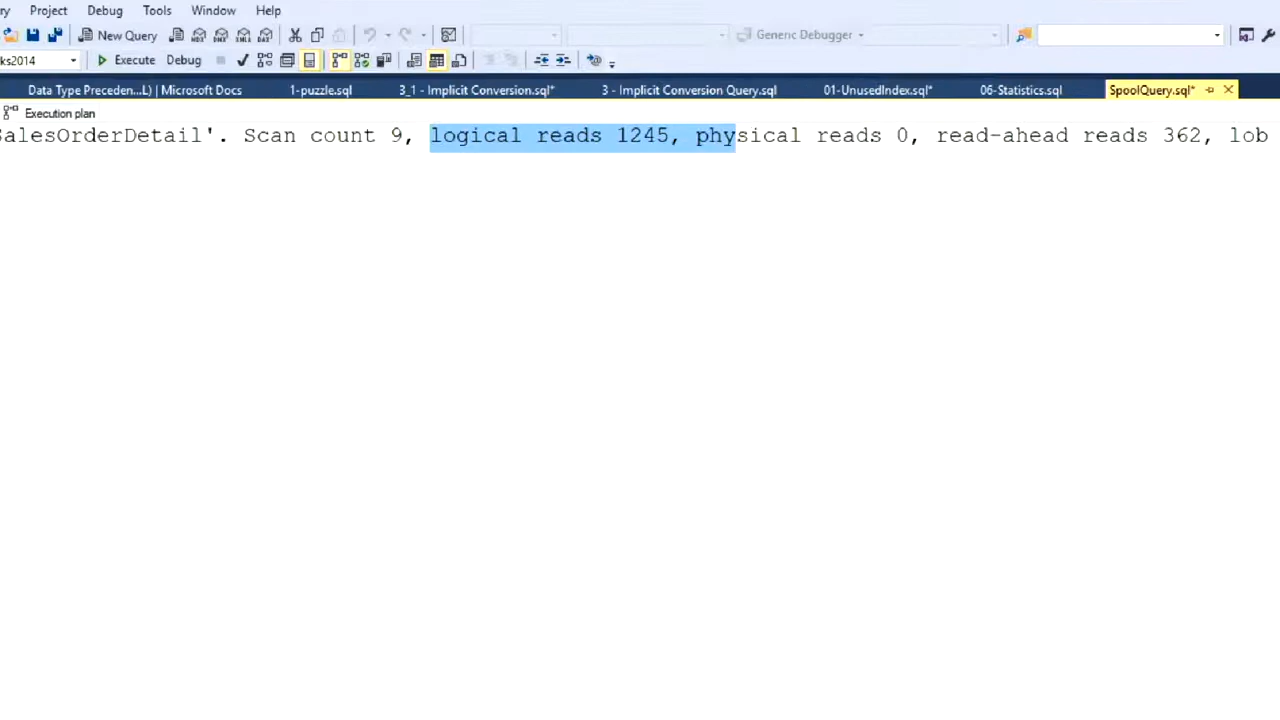 ry Project Debug Tools Window Help
New Query Generic Debugger
ks2014 Execute Debug
Data Type Preceden...L) | Microsoft Docs 1-puzzle.sql 3_1 - Implicit Conversion.sql* 3 - Implicit Conversion Query.sql 01-UnusedIndex.sql* 06-Statistics.sql SpoolQuery.sql*
Execution plan
SalesOrderDetail'. Scan count 9, logical reads 1245, physical reads 0, read-ahead reads 362, lob